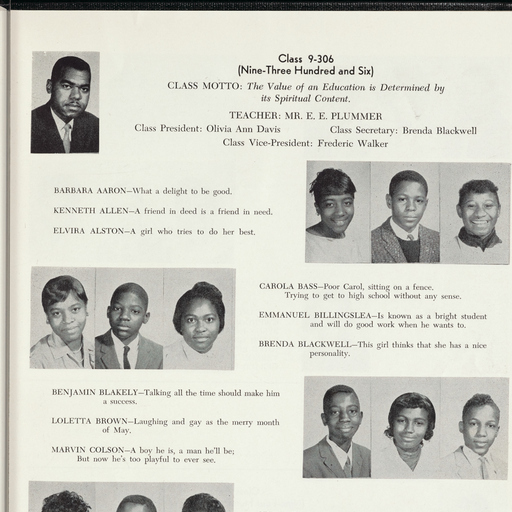 Class 9-306
(Nine-Three Hundred and Six)
CLASS MOTTO: The Value of an Education is Determined by
its Spiritual Content.
TEACHER: MR. E. E. PLUMMER
Class President: Olivia Ann Davis Class Secretary: Brenda Blackwell
Class Vice-President: Frederic Walker
BARBARA AARON—What a delight to be good.
KENNETH ALLEN—A friend in deed is a friend in need.
ELVIRA ALSTON—A girl who tries to do her best.
CAROLA BASS—Poor Carol, sitting on a fence.
Trying to get to high school without any sense.
EMMANUEL BILLINGSLEA—Is known as a bright student
and will do good work when he wants to.
BRENDA BLACKWELL—This girl thinks that she has a nice
personality.
BENJAMIN BLAKELY—Talking all the time should make him
a success.
LOLETTA BROWN—Laughing and gay as the merry month
of May.
MARVIN COLSON—A boy he is, a man he'll be;
But now he's too playful to ever see.